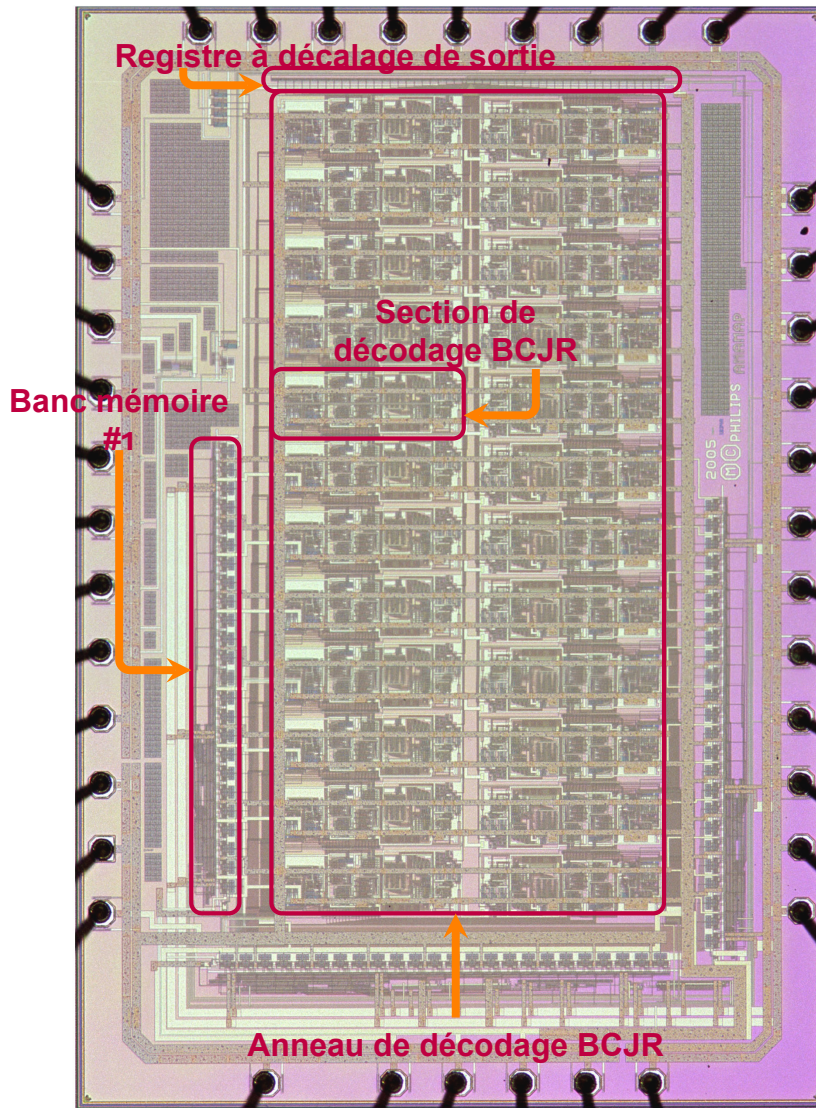 Registre à décalage de sortie
Section de
décodage BCJR
Banc mémoire
#1
2005
M C PHILIPS
Anneau de décodage BCJR